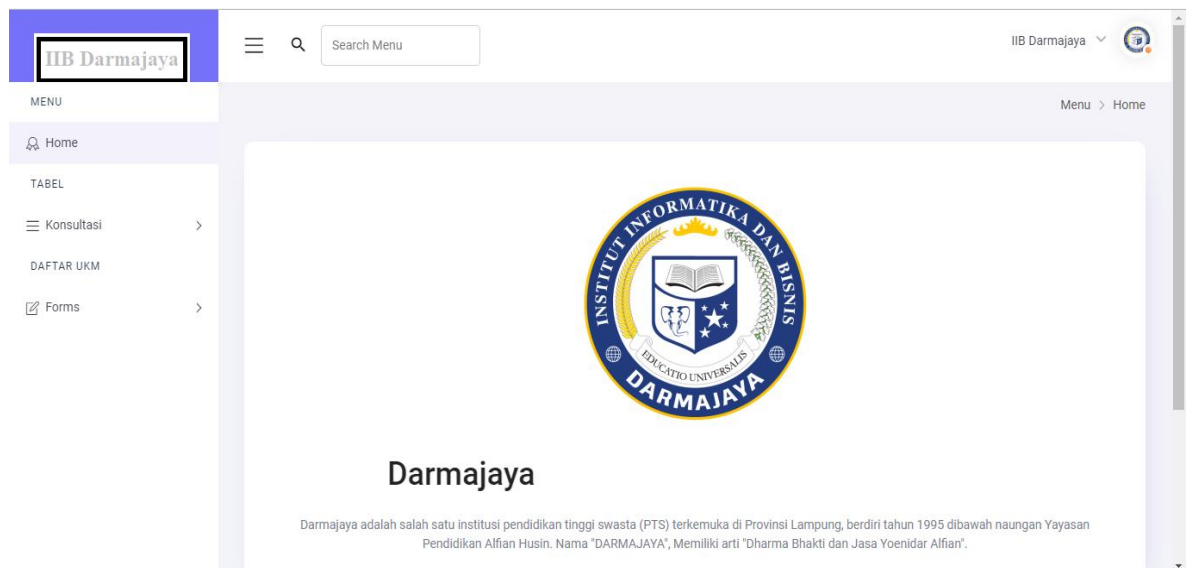 IIB Darmajaya
Search Menu
IIB Darmajaya
MENU
Menu > Home
Home
TABEL
Konsultasi
DAFTAR UKM
Forms
INSTITUT INFORMATIKA DAN BISNIS
EDUCATIO UNIVERSALIS
DARMAJAYA
Darmajaya
Darmajaya adalah salah satu institusi pendidikan tinggi swasta (PTS) terkemuka di Provinsi Lampung, berdiri tahun 1995 dibawah naungan Yayasan
Pendidikan Alfian Husin. Nama "DARMAJAYA", Memiliki arti "Dharma Bhakti dan Jasa Yoenidar Alfian".